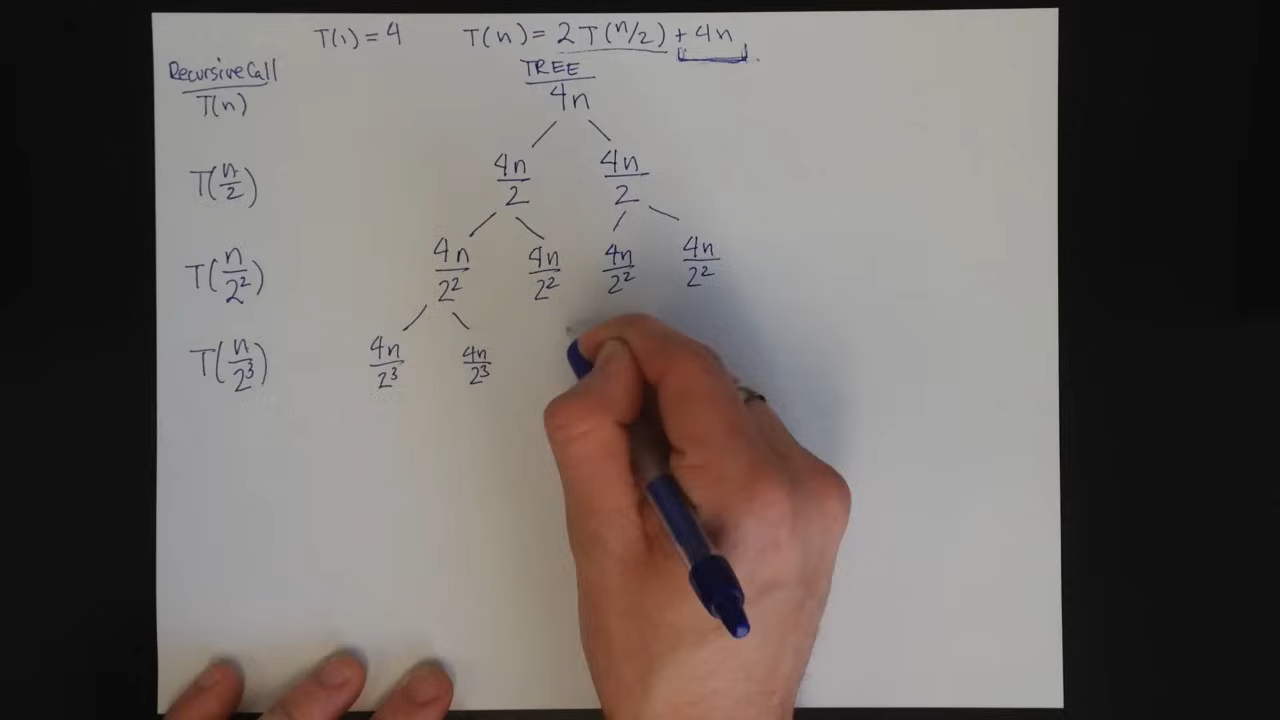 T(1) = 4 T(n) = 2T(n/2) + 4n.
Recursive Call TREE
T(n) 4n
T(n/2) 4n/2 4n/2
T(n/2²) 4n/2² 4n/2² 4n/2² 4n/2²
T(n/2³) 4n/2³ 4n/2³